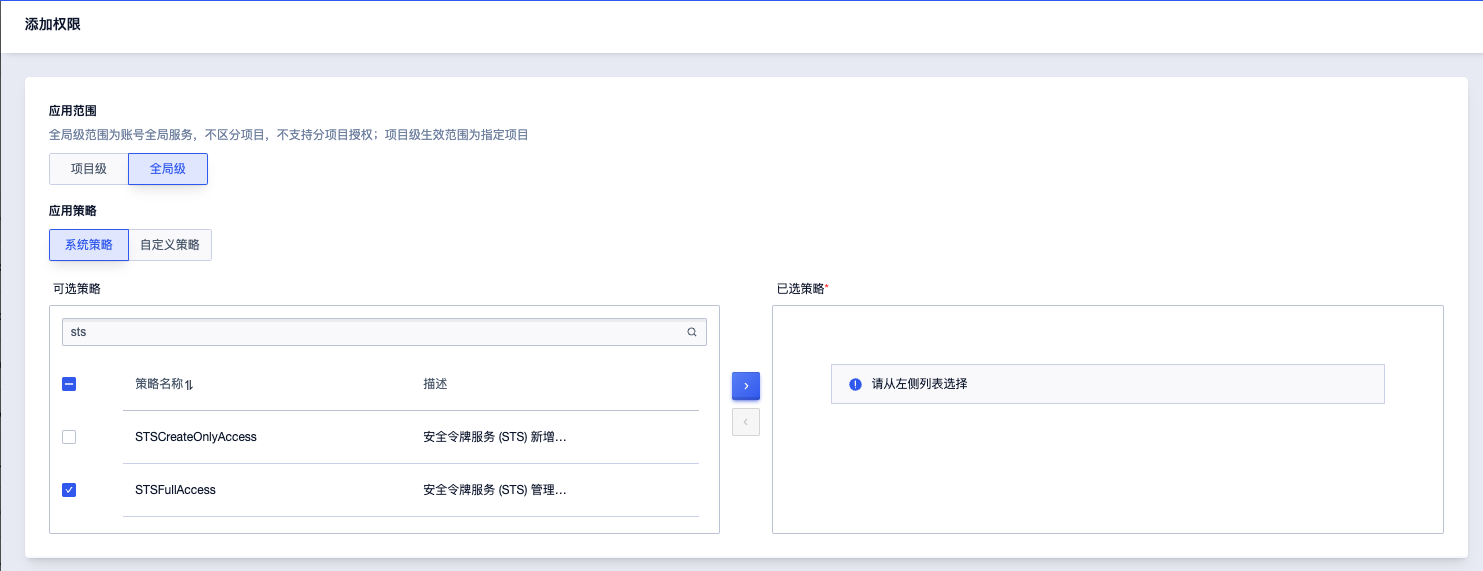 添加权限
应用范围
全局级范围为账号全局服务，不区分项目，不支持分项目授权；项目级生效范围为指定项目
项目级 全局级
应用策略
系统策略 自定义策略
可选策略
sts
策略名称 描述
STSCreateOnlyAccess 安全令牌服务 (STS) 新增...
STSFullAccess 安全令牌服务 (STS) 管理...
已选策略*
请从左侧列表选择